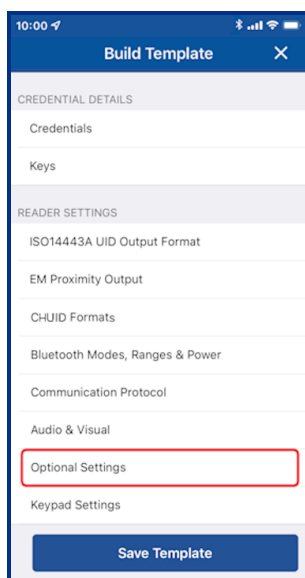 10:00
Build Template
CREDENTIAL DETAILS
Credentials
Keys
READER SETTINGS
ISO14443A UID Output Format
EM Proximity Output
CHUID Formats
Bluetooth Modes, Ranges & Power
Communication Protocol
Audio & Visual
Optional Settings
Keypad Settings
Save Template